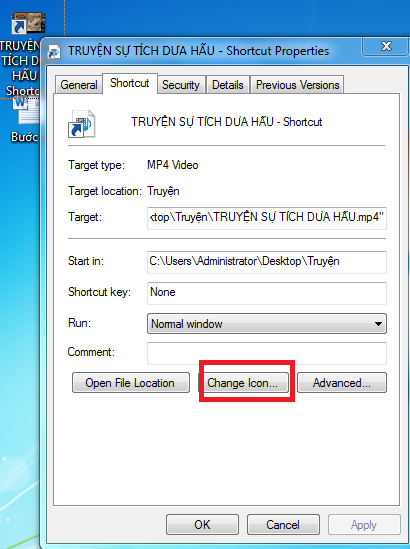 TRUYỆN SỰ TÍCH DƯA HẤU - Shortcut Properties
TRUYỆN
TÍCH D
HẤU
Shortc
Bước
General Shortcut Security Details Previous Versions
TRUYỆN SỰ TÍCH DƯA HẤU - Shortcut
Target type: MP4 Video
Target location: Truyện
Target: ktop\Truyện\TRUYỆN SỰ TÍCH DƯA HẤU.mp4"
Start in: C:\Users\Administrator\Desktop\Truyện
Shortcut key: None
Run: Normal window
Comment:
Open File Location Change Icon... Advanced...
OK Cancel Apply